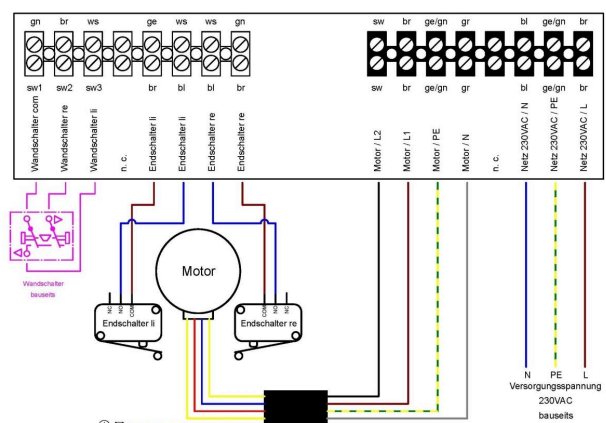 gn br ws ge ws ws gn sw br ge/gn gr bl ge/gn br
sw1 sw2 sw3 br bl bl br sw br ge/gn gr bl ge/gn br
Wandschalter com
Wandschalter re
Wandschalter li
n. c.
Endschalter li
Endschalter li
Endschalter re
Endschalter re
Motor / L2
Motor / L1
Motor / PE
Motor / N
n. c.
Netz 230VAC / N
Netz 230VAC / PE
Netz 230VAC / L
Motor
Wandschalter
bauseits
NC NO COM
Endschalter li
COM NO NC
Endschalter re
N PE L
Versorgungsspannung
230VAC
bauseits